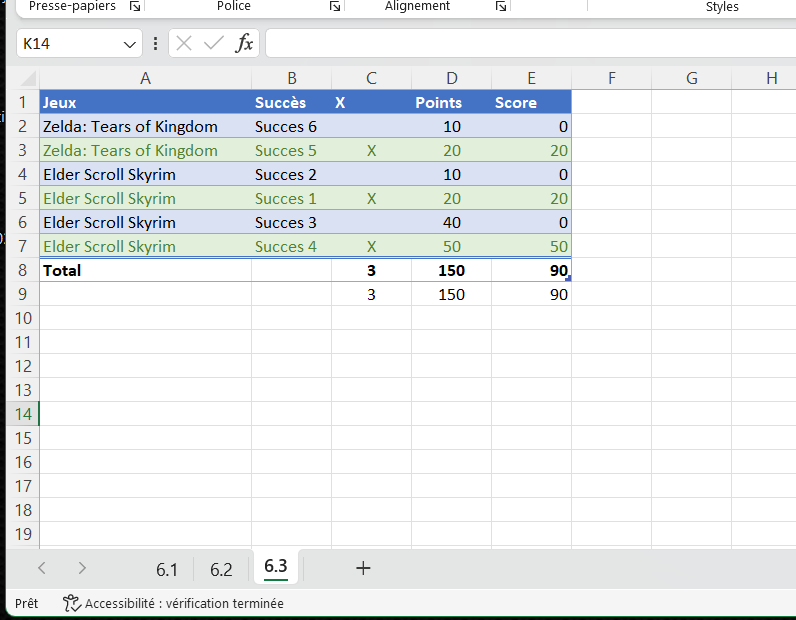 Presse-papiers Police Alignement Styles
K14 fx
A B C D E F G H
1 Jeux Succès X Points Score
2 Zelda: Tears of Kingdom Succes 6 10 0
3 Zelda: Tears of Kingdom Succes 5 X 20 20
4 Elder Scroll Skyrim Succes 2 10 0
5 Elder Scroll Skyrim Succes 1 X 20 20
6 Elder Scroll Skyrim Succes 3 40 0
7 Elder Scroll Skyrim Succes 4 X 50 50
8 Total 3 150 90
9 3 150 90
10
11
12
13
14
15
16
17
18
19
6.1 6.2 6.3 +
Prêt Accessibilité : vérification terminée